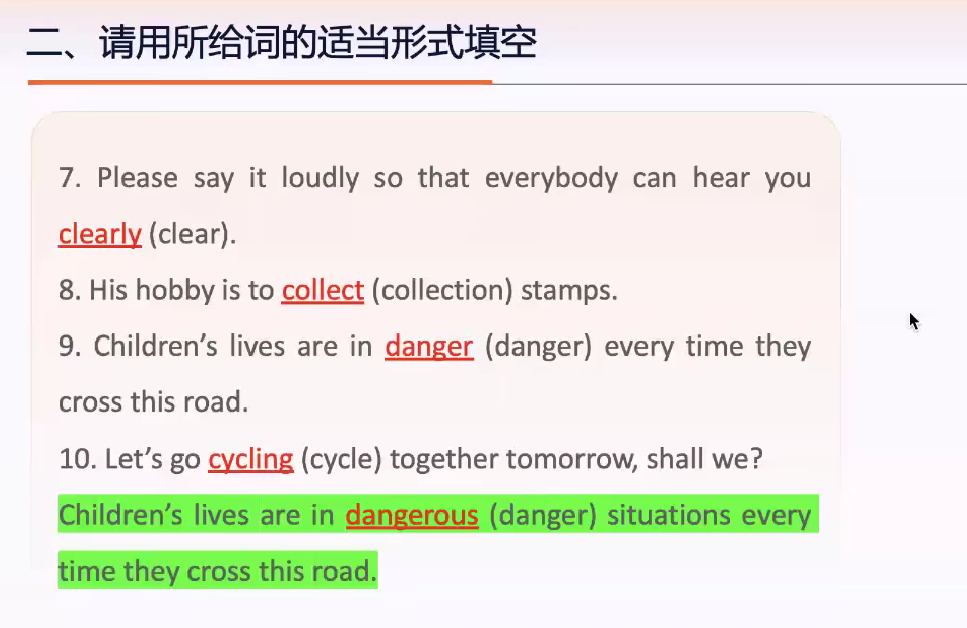 二、请用所给词的适当形式填空
7. Please say it loudly so that everybody can hear you
clearly (clear).
8. His hobby is to collect (collection) stamps.
9. Children’s lives are in danger (danger) every time they
cross this road.
10. Let’s go cycling (cycle) together tomorrow, shall we?
Children’s lives are in dangerous (danger) situations every
time they cross this road.